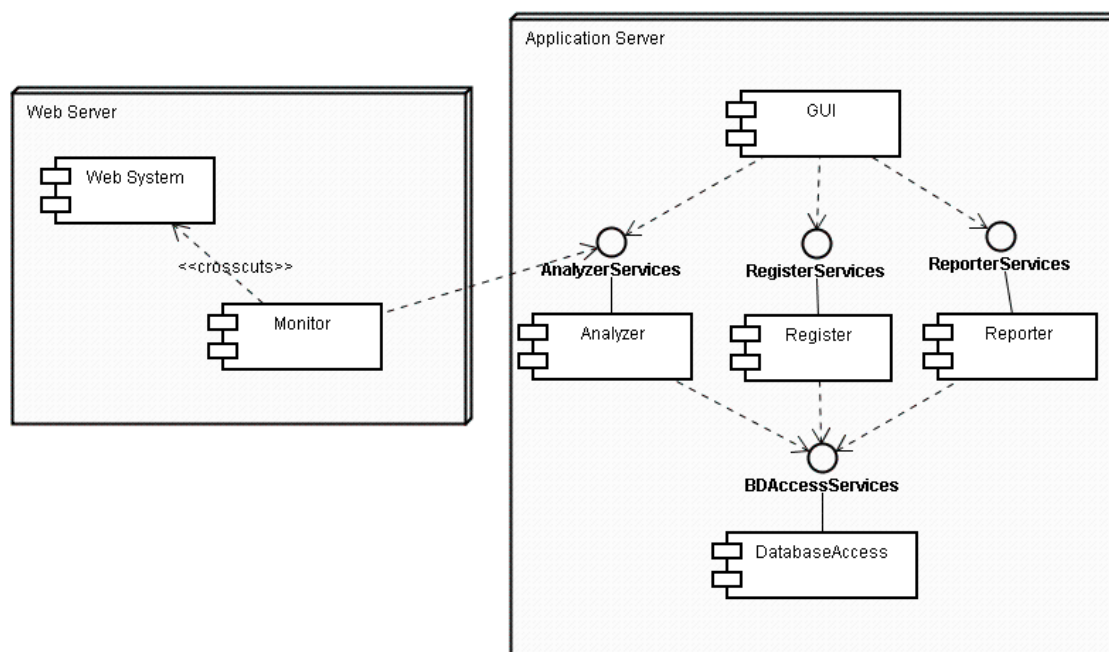 Application Server
Web Server
GUI
Web System
<<crosscuts>>
AnalyzerServices
RegisterServices
ReporterServices
Monitor
Analyzer
Register
Reporter
BDAccessServices
DatabaseAccess